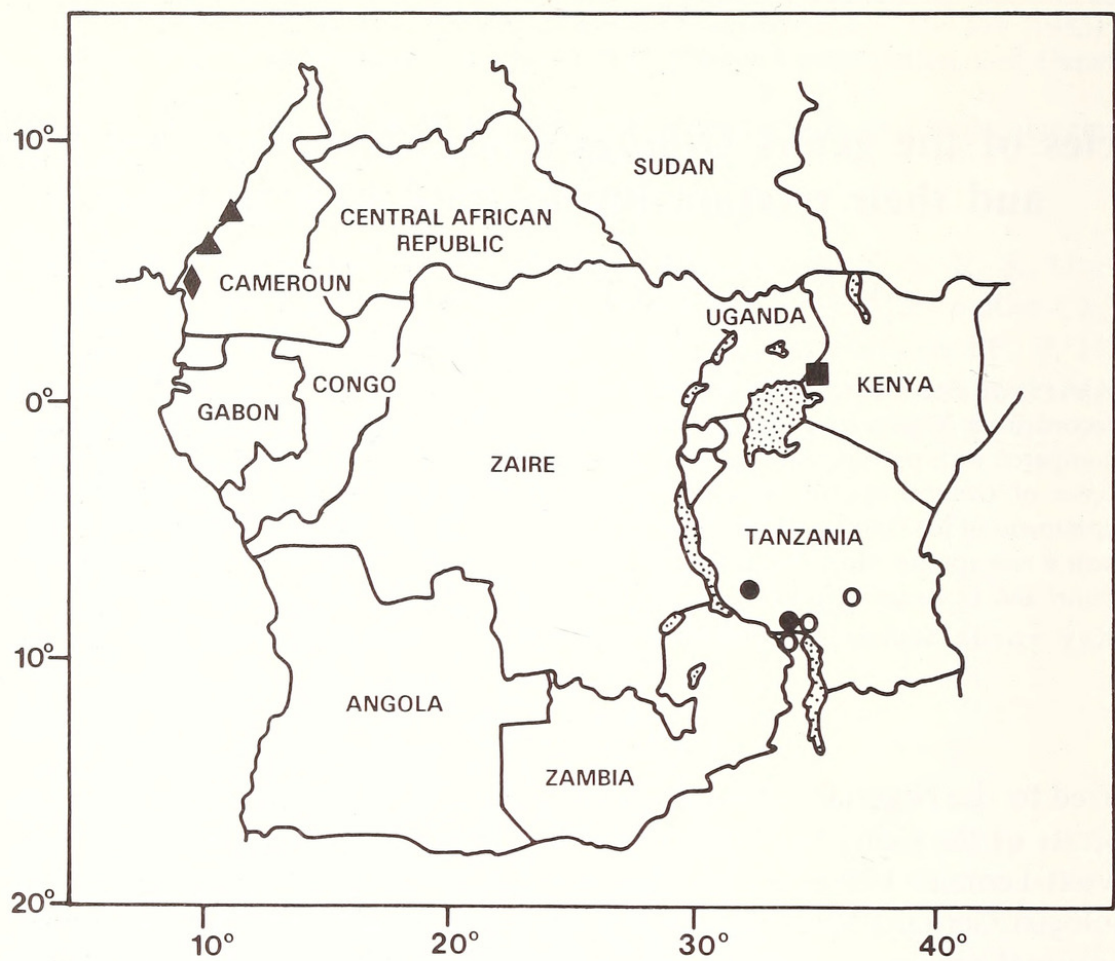 10°
SUDAN
CENTRAL AFRICAN
REPUBLIC
CAMEROUN
UGANDA
CONGO
KENYA
0°
GABON
ZAIRE
TANZANIA
10°
ANGOLA
ZAMBIA
20°
10°
20°
30°
40°